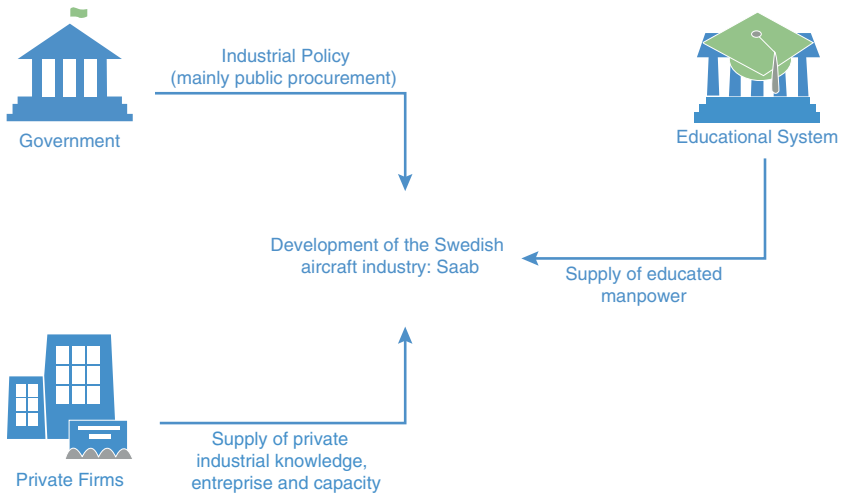 Industrial Policy
(mainly public procurement)
Government
Educational System
Development of the Swedish
aircraft industry: Saab
Supply of educated
manpower
Supply of private
industrial knowledge,
entreprise and capacity
Private Firms